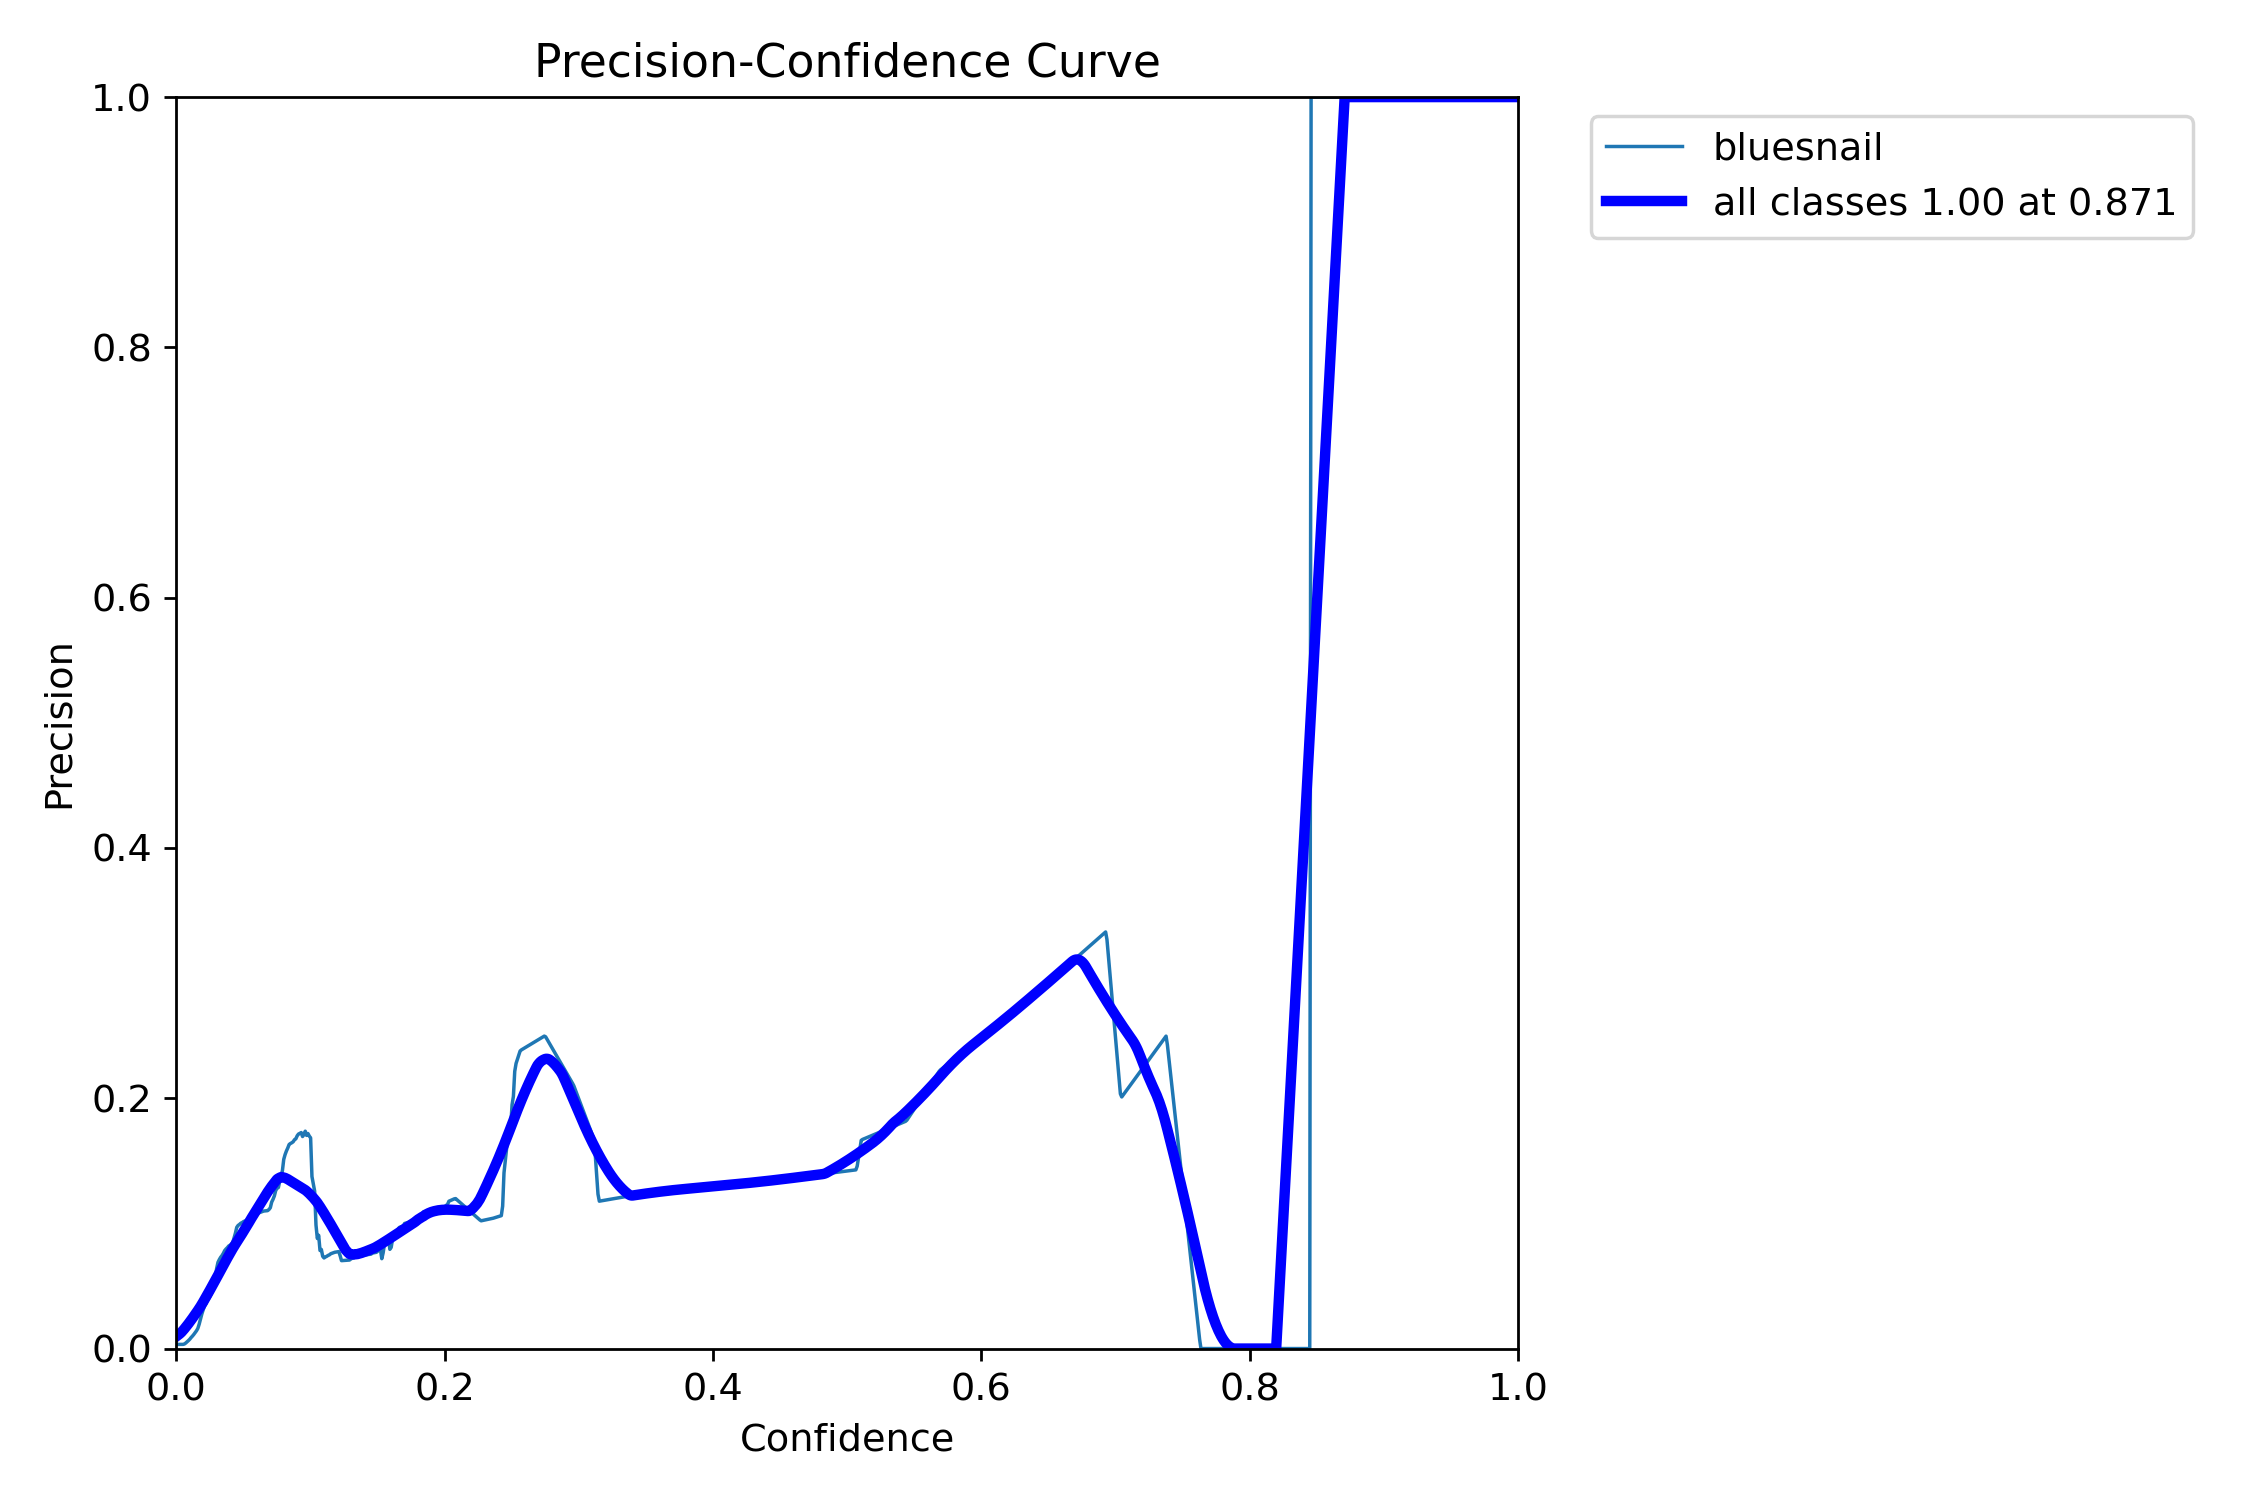 Precision-Confidence Curve
1.0
0.8
0.6
0.4
0.2
0.0
Precision
0.0 0.2 0.4 0.6 0.8 1.0
Confidence
bluesnail
all classes 1.00 at 0.871